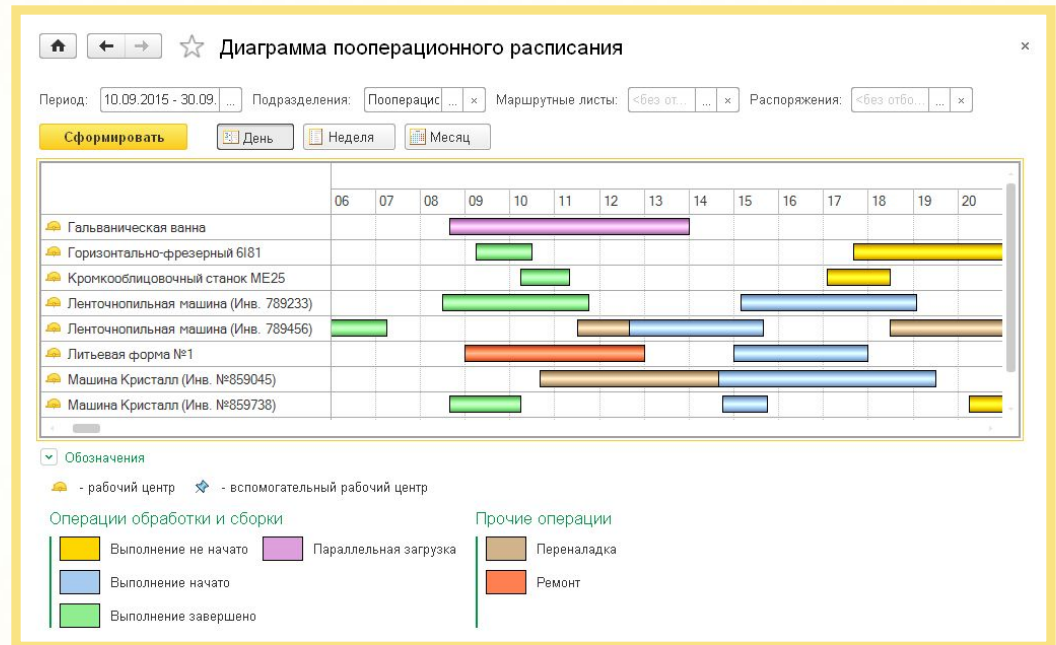 Диаграмма пооперационного расписания
Период: 10.09.2015 - 30.09. ... Подразделения: Пооперацис ... × Маршрутные листы: <без от... ... × Распоряжения: <без отбо... ... ×
Сформировать День Неделя Месяц
06 07 08 09 10 11 12 13 14 15 16 17 18 19 20
Гальваническая ванна
Горизонтально-фрезерный 6I81
Кромкооблицовочный станок МЕ25
Ленточнопильная машина (Инв. 789233)
Ленточнопильная машина (Инв. 789456)
Литьевая форма №1
Машина Кристалл (Инв. №859045)
Машина Кристалл (Инв. №859738)
Обозначения
- рабочий центр - вспомогательный рабочий центр
Операции обработки и сборки Прочие операции
Выполнение не начато Параллельная загрузка Переналадка
Выполнение начато Ремонт
Выполнение завершено